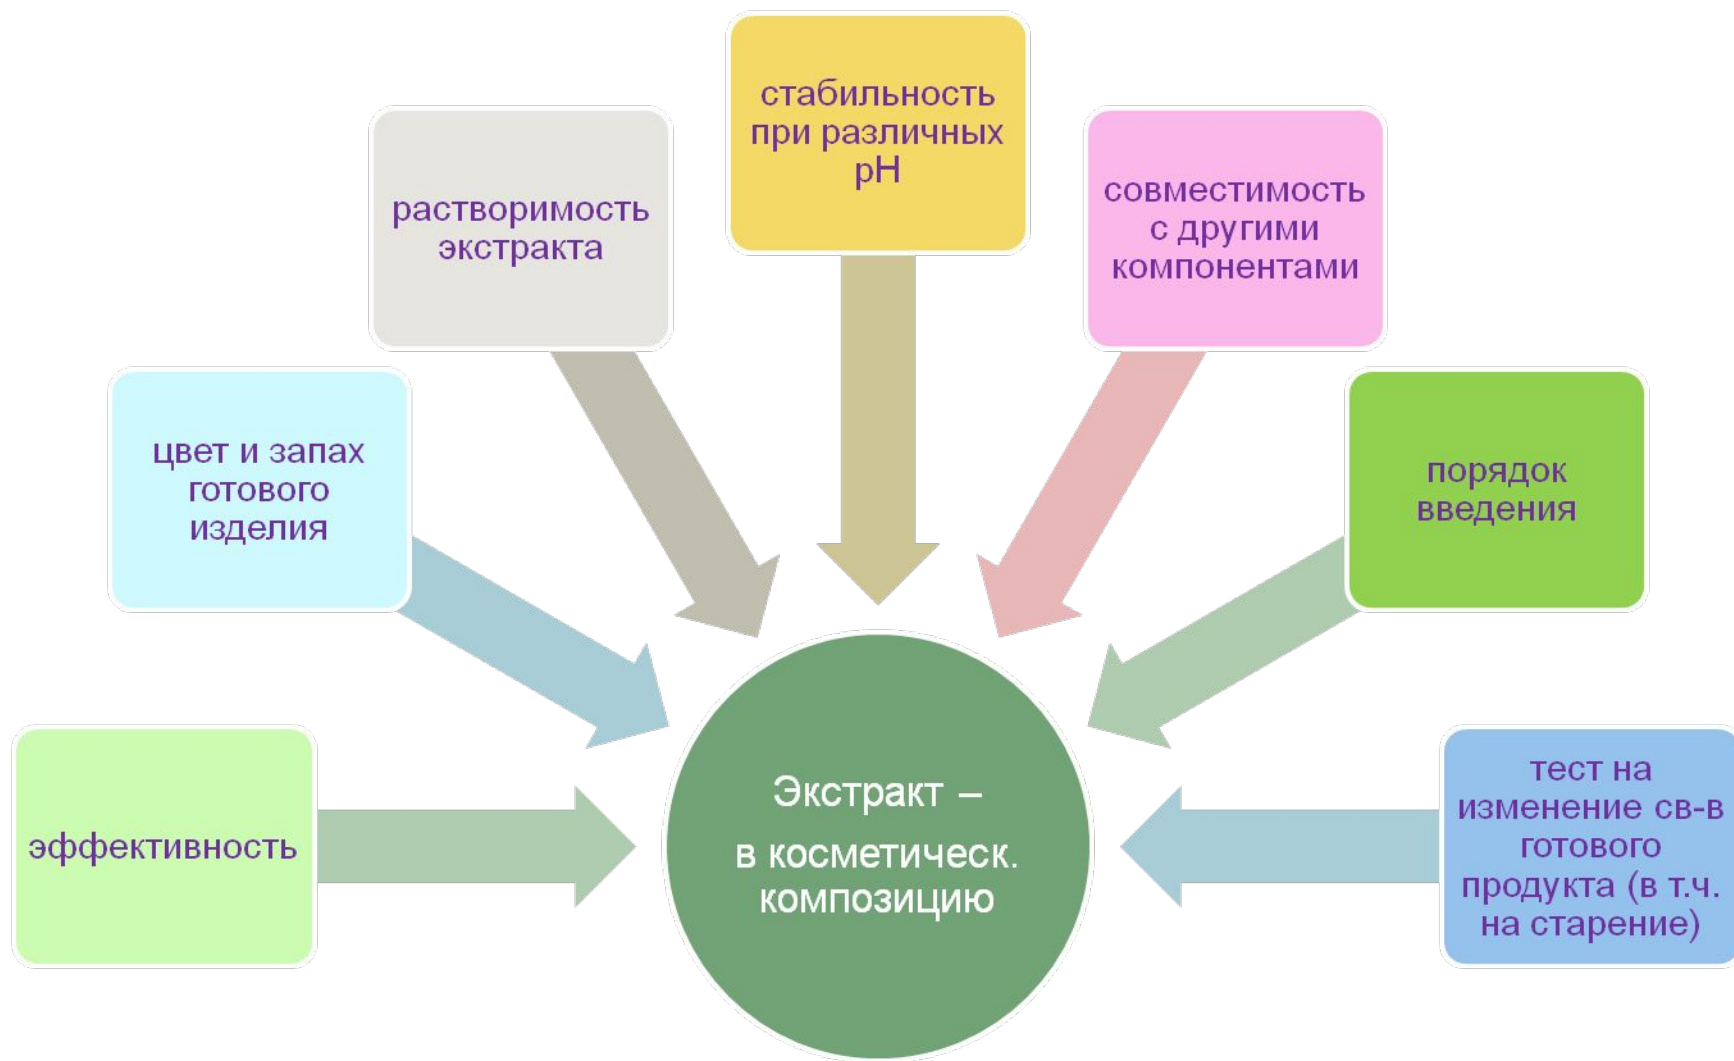 стабильность
при различных
pH
растворимость
экстракта
совместимость
с другими
компонентами
цвет и запах
готового
изделия
порядок
введения
эффективность
Экстракт –
в косметическ.
композицию
тест на
изменение св-в
готового
продукта (в т.ч.
на старение)